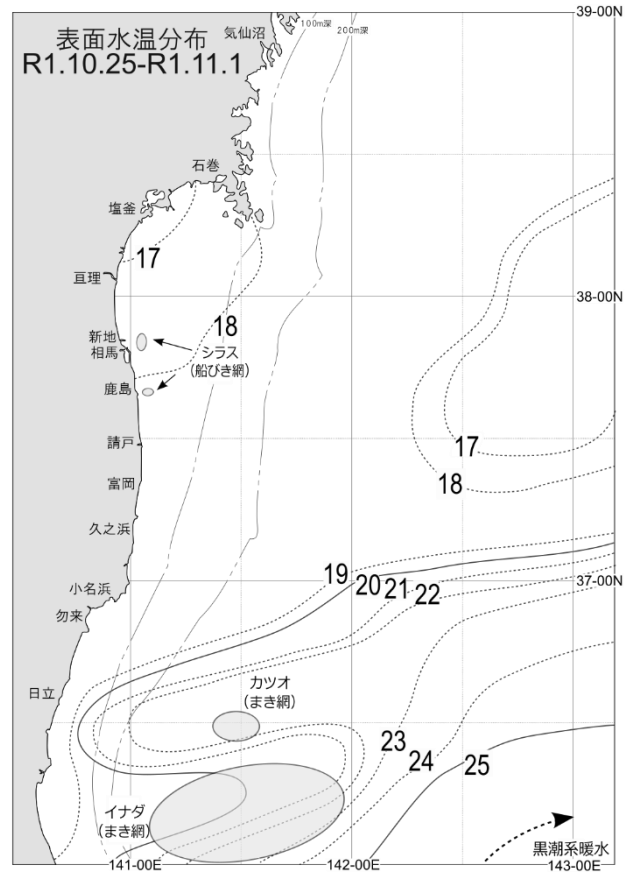 表面水温分布
R1.10.25-R1.11.1
39-00N
気仙沼
100m深
200m深
石巻
塩釜
17
亘理
38-00N
新地
18
相馬
シラス
(船びき網)
鹿島
17
請戸
18
富岡
久之浜
37-00N
19
20
21
22
小名浜
勿来
日立
カツオ
(まき網)
23
24
25
イナダ
(まき網)
黒潮系暖水
141-00E
142-00E
143-00E